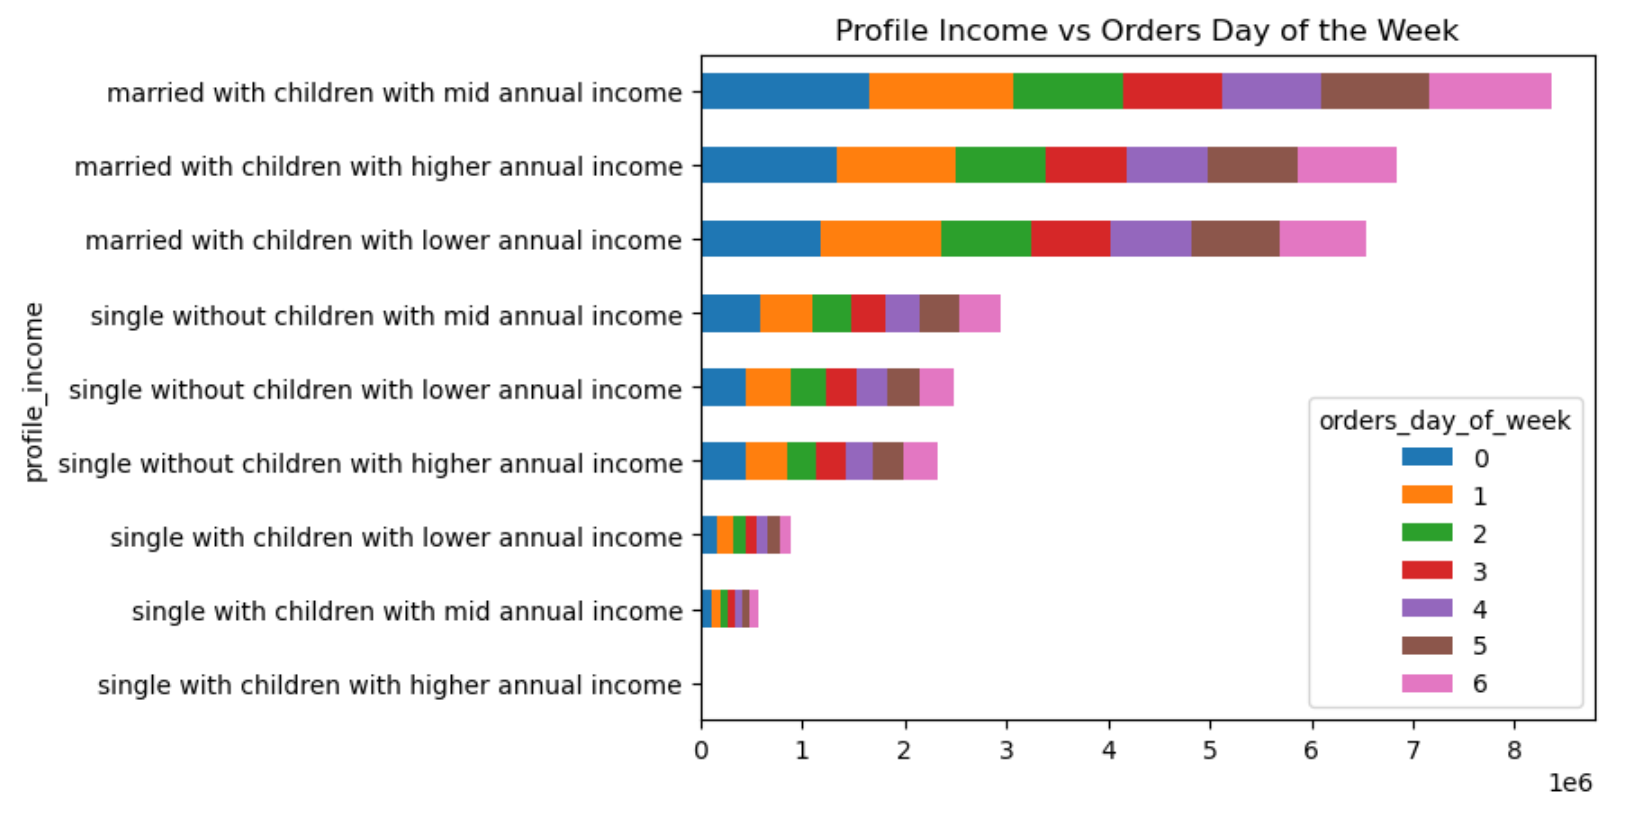 Profile Income vs Orders Day of the Week
profile_income
married with children with mid annual income
married with children with higher annual income
married with children with lower annual income
single without children with mid annual income
single without children with lower annual income
single without children with higher annual income
single with children with lower annual income
single with children with mid annual income
single with children with higher annual income
orders_day_of_week
0
1
2
3
4
5
6
0 1 2 3 4 5 6 7 8
1e6